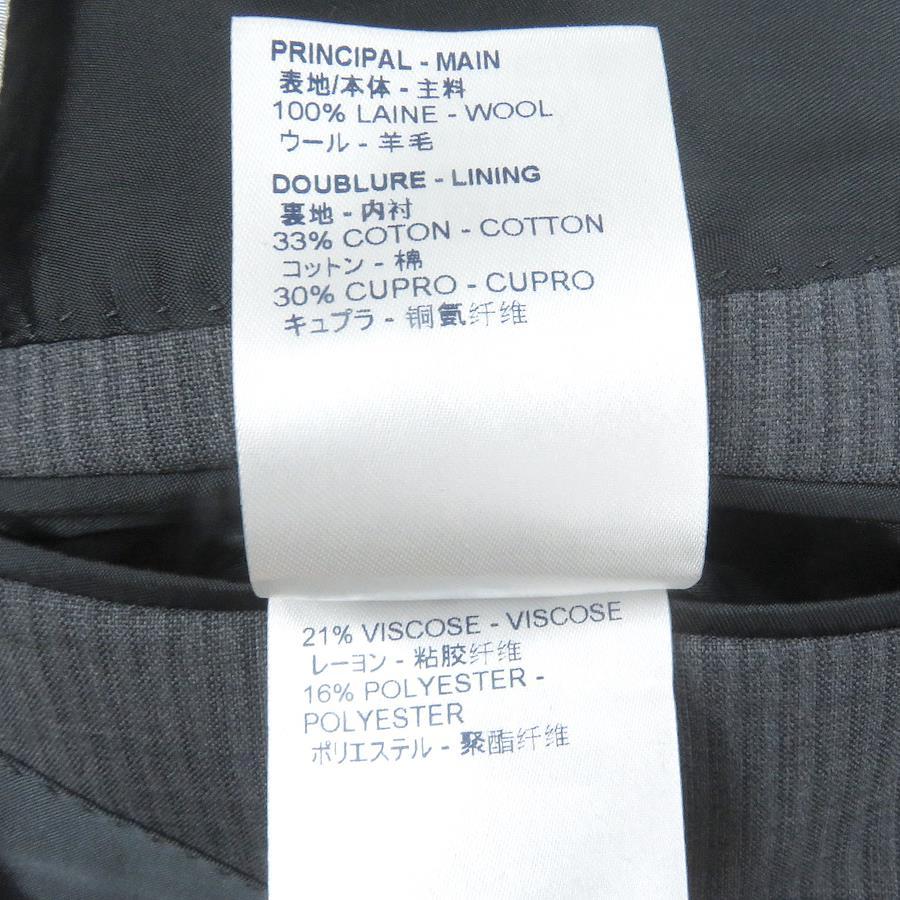 PRINCIPAL - MAIN
表地/本体 - 主料
100% LAINE - WOOL
ウール - 羊毛
DOUBLURE - LINING
裏地 - 内衬
33% COTON - COTTON
コットン - 棉
30% CUPRO - CUPRO
キュプラ - 铜氨纤维
21% VISCOSE - VISCOSE
レーヨン - 粘胶纤维
16% POLYESTER -
POLYESTER
ポリエステル - 聚酯纤维